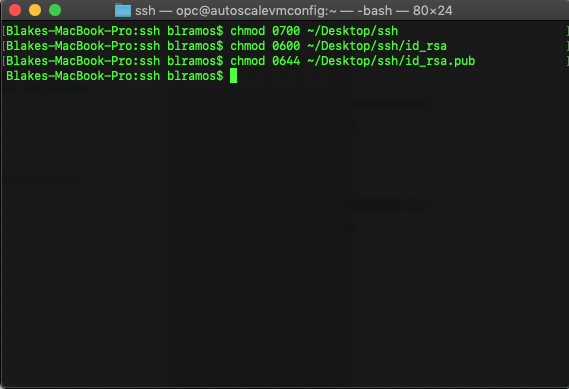 ssh — opc@autoscalevmconfig:~ — -bash — 80×24
[Blakes-MacBook-Pro:ssh blramos$ chmod 0700 ~/Desktop/ssh ]
[Blakes-MacBook-Pro:ssh blramos$ chmod 0600 ~/Desktop/ssh/id_rsa ]
[Blakes-MacBook-Pro:ssh blramos$ chmod 0644 ~/Desktop/ssh/id_rsa.pub ]
Blakes-MacBook-Pro:ssh blramos$